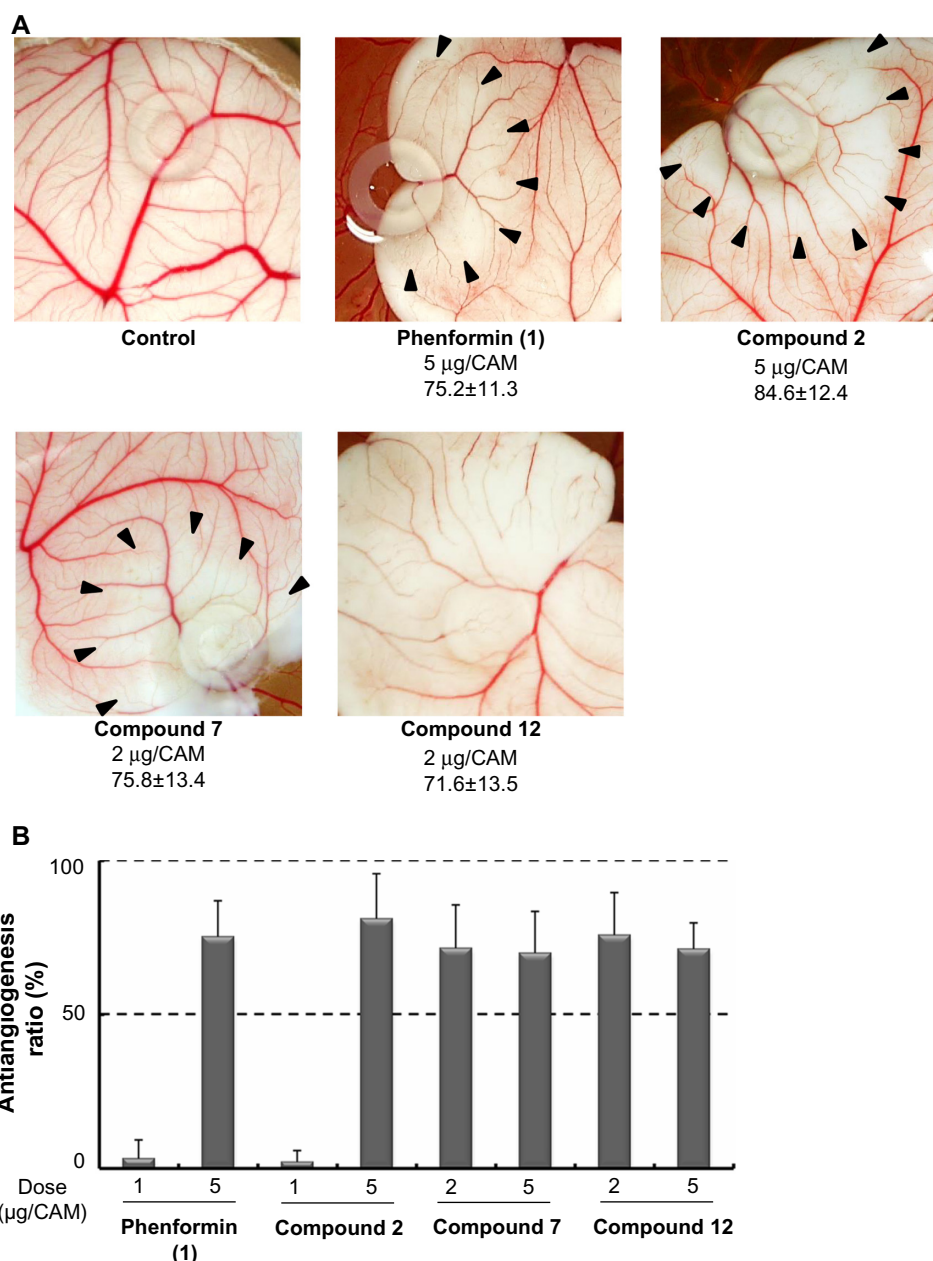 A
Control
Phenformin (1)
5 μg/CAM
75.2±11.3
Compound 2
5 μg/CAM
84.6±12.4
Compound 7
2 μg/CAM
75.8±13.4
Compound 12
2 μg/CAM
71.6±13.5
B
Antiangiogenesis
ratio (%)
100
50
0
Dose
(μg/CAM)
1 5 1 5 2 5 2 5
Phenformin
(1)
Compound 2
Compound 7
Compound 12